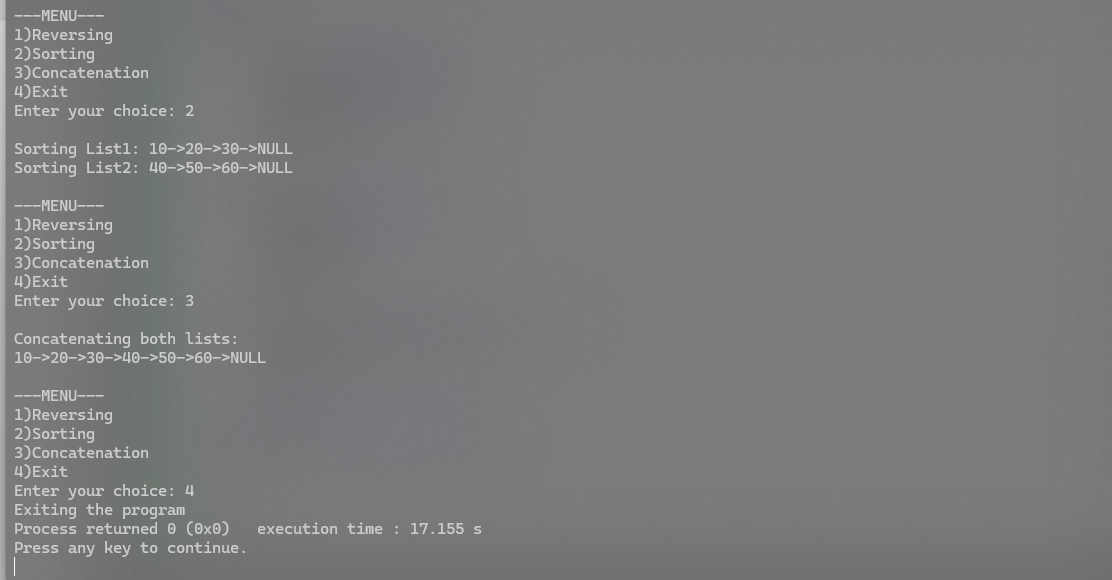 ---MENU---
1)Reversing
2)Sorting
3)Concatenation
4)Exit
Enter your choice: 2
Sorting List1: 10->20->30->NULL
Sorting List2: 40->50->60->NULL
---MENU---
1)Reversing
2)Sorting
3)Concatenation
4)Exit
Enter your choice: 3
Concatenating both lists:
10->20->30->40->50->60->NULL
---MENU---
1)Reversing
2)Sorting
3)Concatenation
4)Exit
Enter your choice: 4
Exiting the program
Process returned 0 (0x0)   execution time : 17.155 s
Press any key to continue.